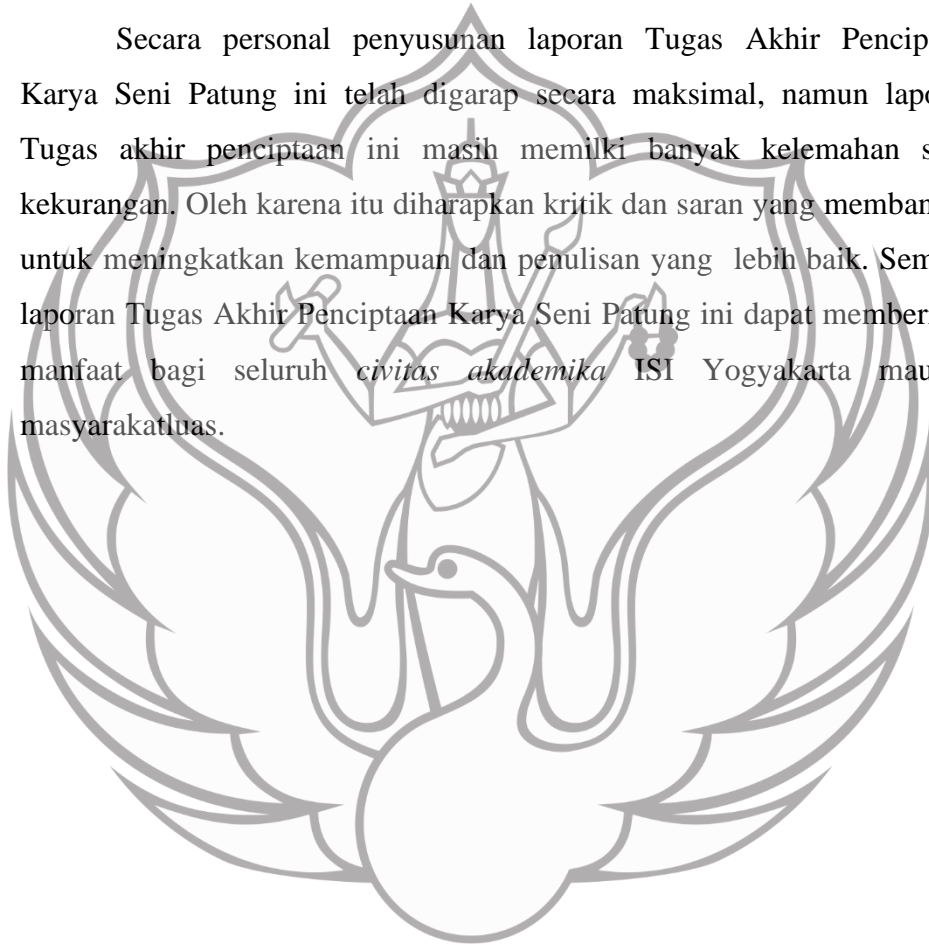 Secara personal penyusunan laporan Tugas Akhir Pencip
Karya Seni Patung ini telah digarap secara maksimal, namun lapo
Tugas akhir penciptaan ini masih memilki banyak kelemahan s
kekurangan. Oleh karena itu diharapkan kritik dan saran yang memban
untuk meningkatkan kemampuan dan penulisan yang lebih baik. Sem
laporan Tugas Akhir Penciptaan Karya Seni Patung ini dapat member
manfaat bagi seluruh civitas akademika ISI Yogyakarta mau
masyarakatluas.